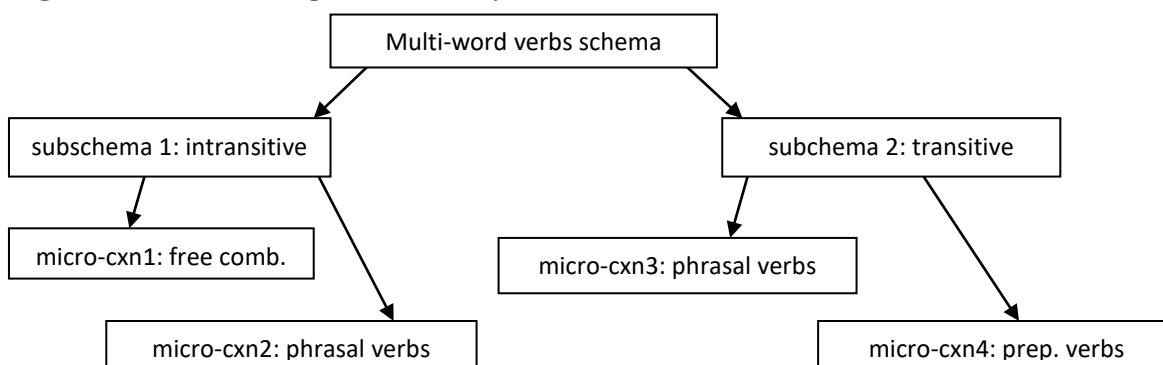 Multi-word verbs schema
subschema 1: intransitive
subchema 2: transitive
micro-cxn1: free comb.
micro-cxn3: phrasal verbs
micro-cxn2: phrasal verbs
micro-cxn4: prep. verbs